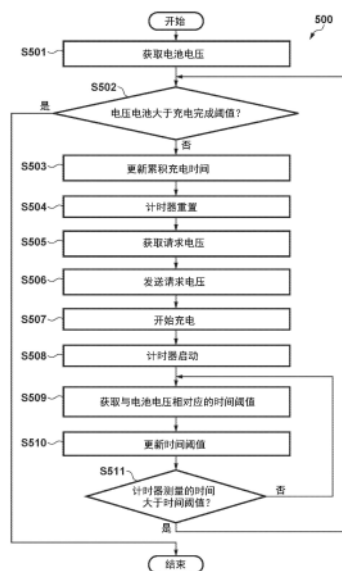 开始
500
S501
获取电池电压
S502
电压电池大于充电完成阈值?
是
否
S503
更新累积充电时间
S504
计时器重置
S505
获取请求电压
S506
发送请求电压
S507
开始充电
S508
计时器启动
S509
获取与电池电压相对应的时间阈值
S510
更新时间阈值
S511
计时器测量的时间
大于时间阈值?
否
是
结束